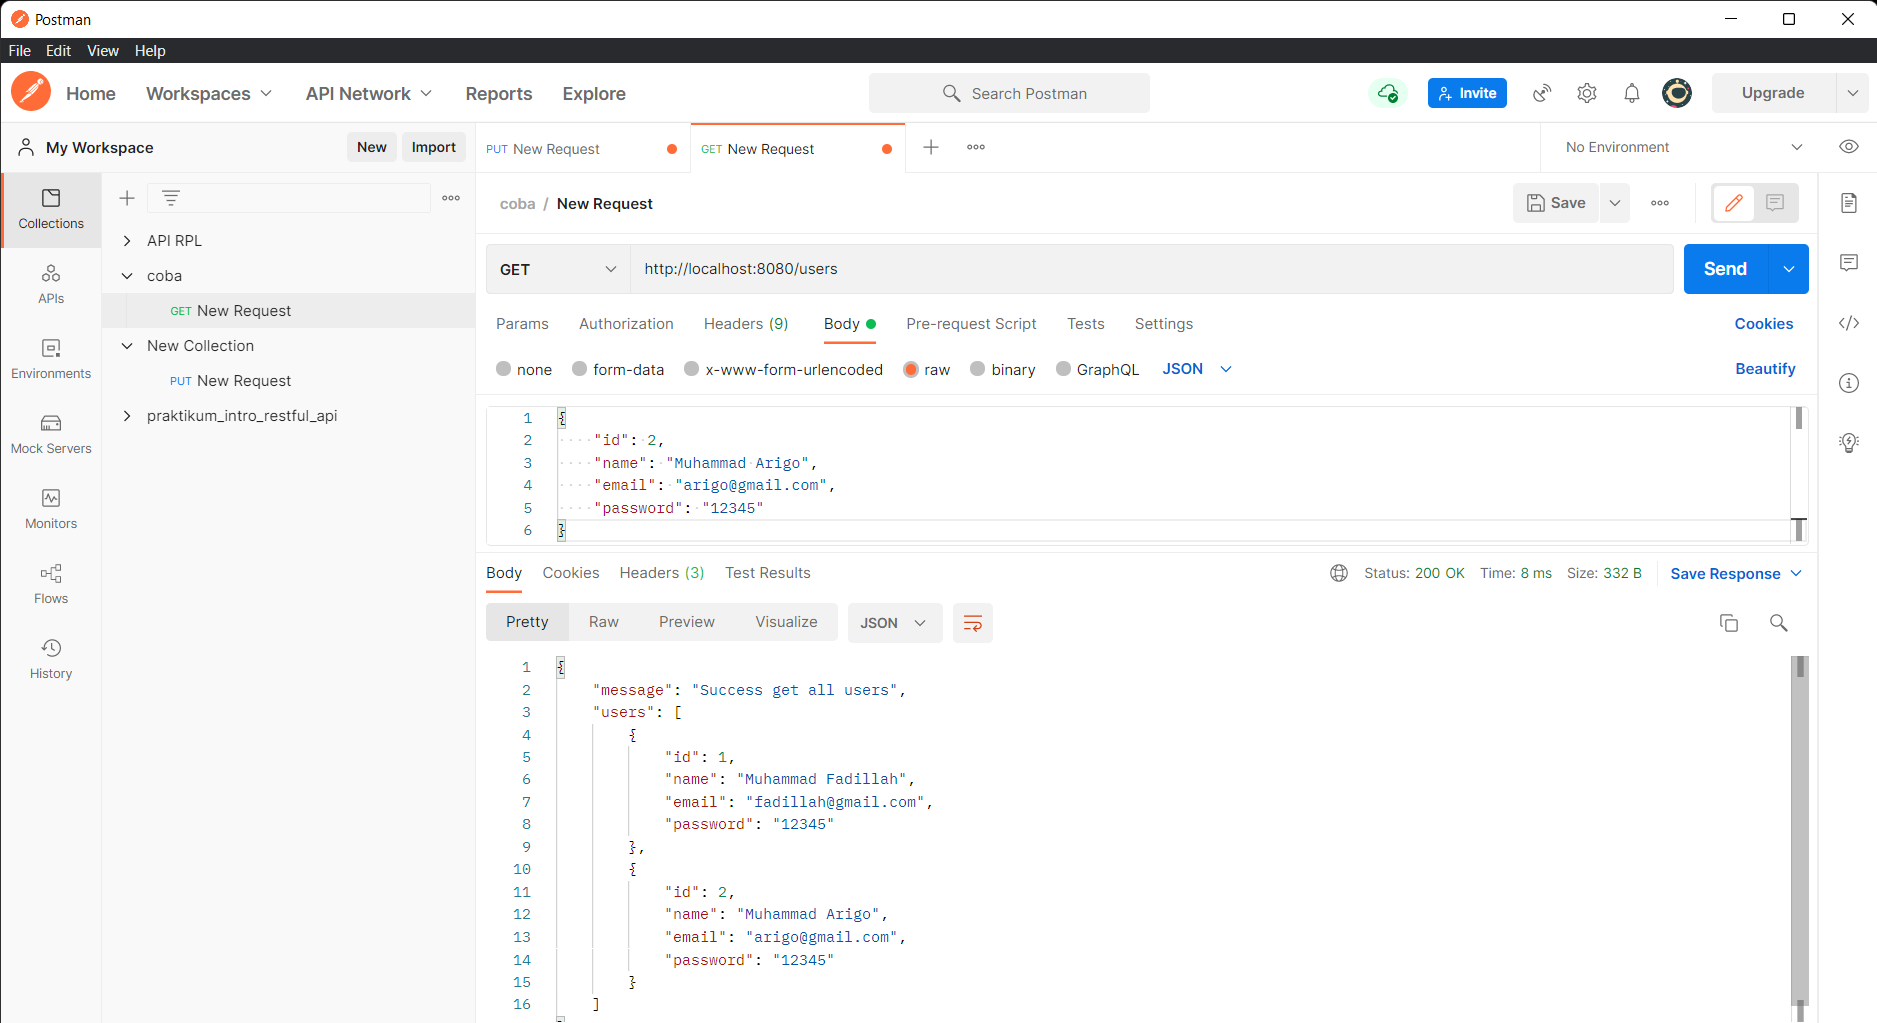 Postman
File Edit View Help
Home Workspaces API Network Reports Explore Search Postman Invite Upgrade
My Workspace New Import PUT New Request GET New Request No Environment
Collections
APIs
Environments
Mock Servers
Monitors
Flows
History
API RPL
coba
GET New Request
New Collection
PUT New Request
praktikum_intro_restful_api
coba / New Request Save
GET http://localhost:8080/users Send
Params Authorization Headers (9) Body Pre-request Script Tests Settings Cookies
none form-data x-www-form-urlencoded raw binary GraphQL JSON Beautify
1 {
2 "id": 2,
3 "name": "Muhammad Arigo",
4 "email": "arigo@gmail.com",
5 "password": "12345"
6 }
Body Cookies Headers (3) Test Results Status: 200 OK Time: 8 ms Size: 332 B Save Response
Pretty Raw Preview Visualize JSON
1 {
2 "message": "Success get all users",
3 "users": [
4 {
5 "id": 1,
6 "name": "Muhammad Fadillah",
7 "email": "fadillah@gmail.com",
8 "password": "12345"
9 },
10 {
11 "id": 2,
12 "name": "Muhammad Arigo",
13 "email": "arigo@gmail.com",
14 "password": "12345"
15 }
16 ]